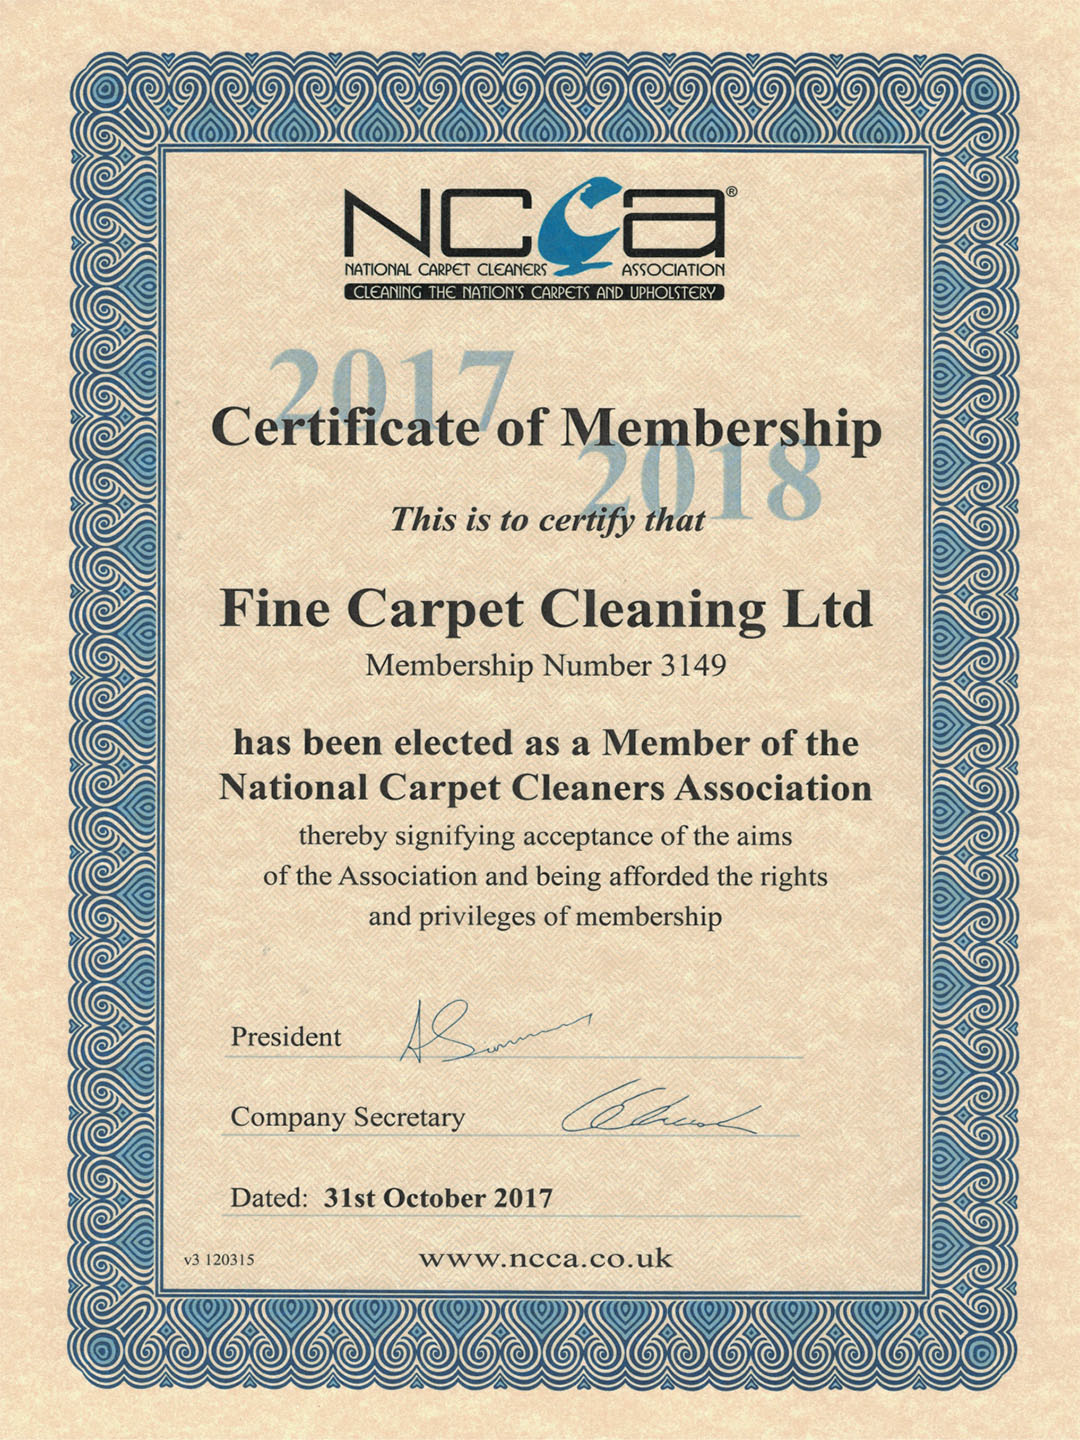 NCCA®
NATIONAL CARPET CLEANERS ASSOCIATION
CLEANING THE NATION'S CARPETS AND UPHOLSTERY
2017
Certificate of Membership
2018
This is to certify that
Fine Carpet Cleaning Ltd
Membership Number 3149
has been elected as a Member of the
National Carpet Cleaners Association
thereby signifying acceptance of the aims
of the Association and being afforded the rights
and privileges of membership
President
Company Secretary
Dated: 31st October 2017
v3 120315
www.ncca.co.uk